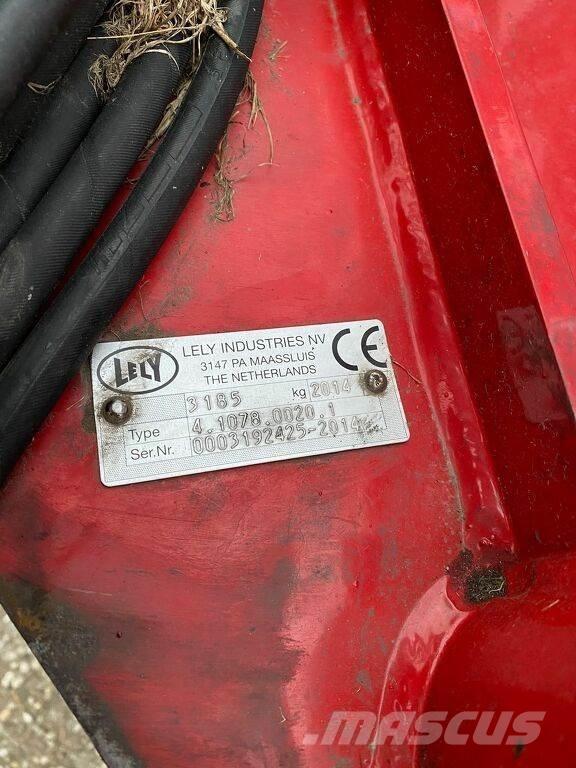 LELY
LELY INDUSTRIES NV
3147 PA MAASSLUIS
THE NETHERLANDS
CE
3185 kg 2014
Type 4.1078.0020.1
Ser.Nr. 0003192425-2014
MASCUS